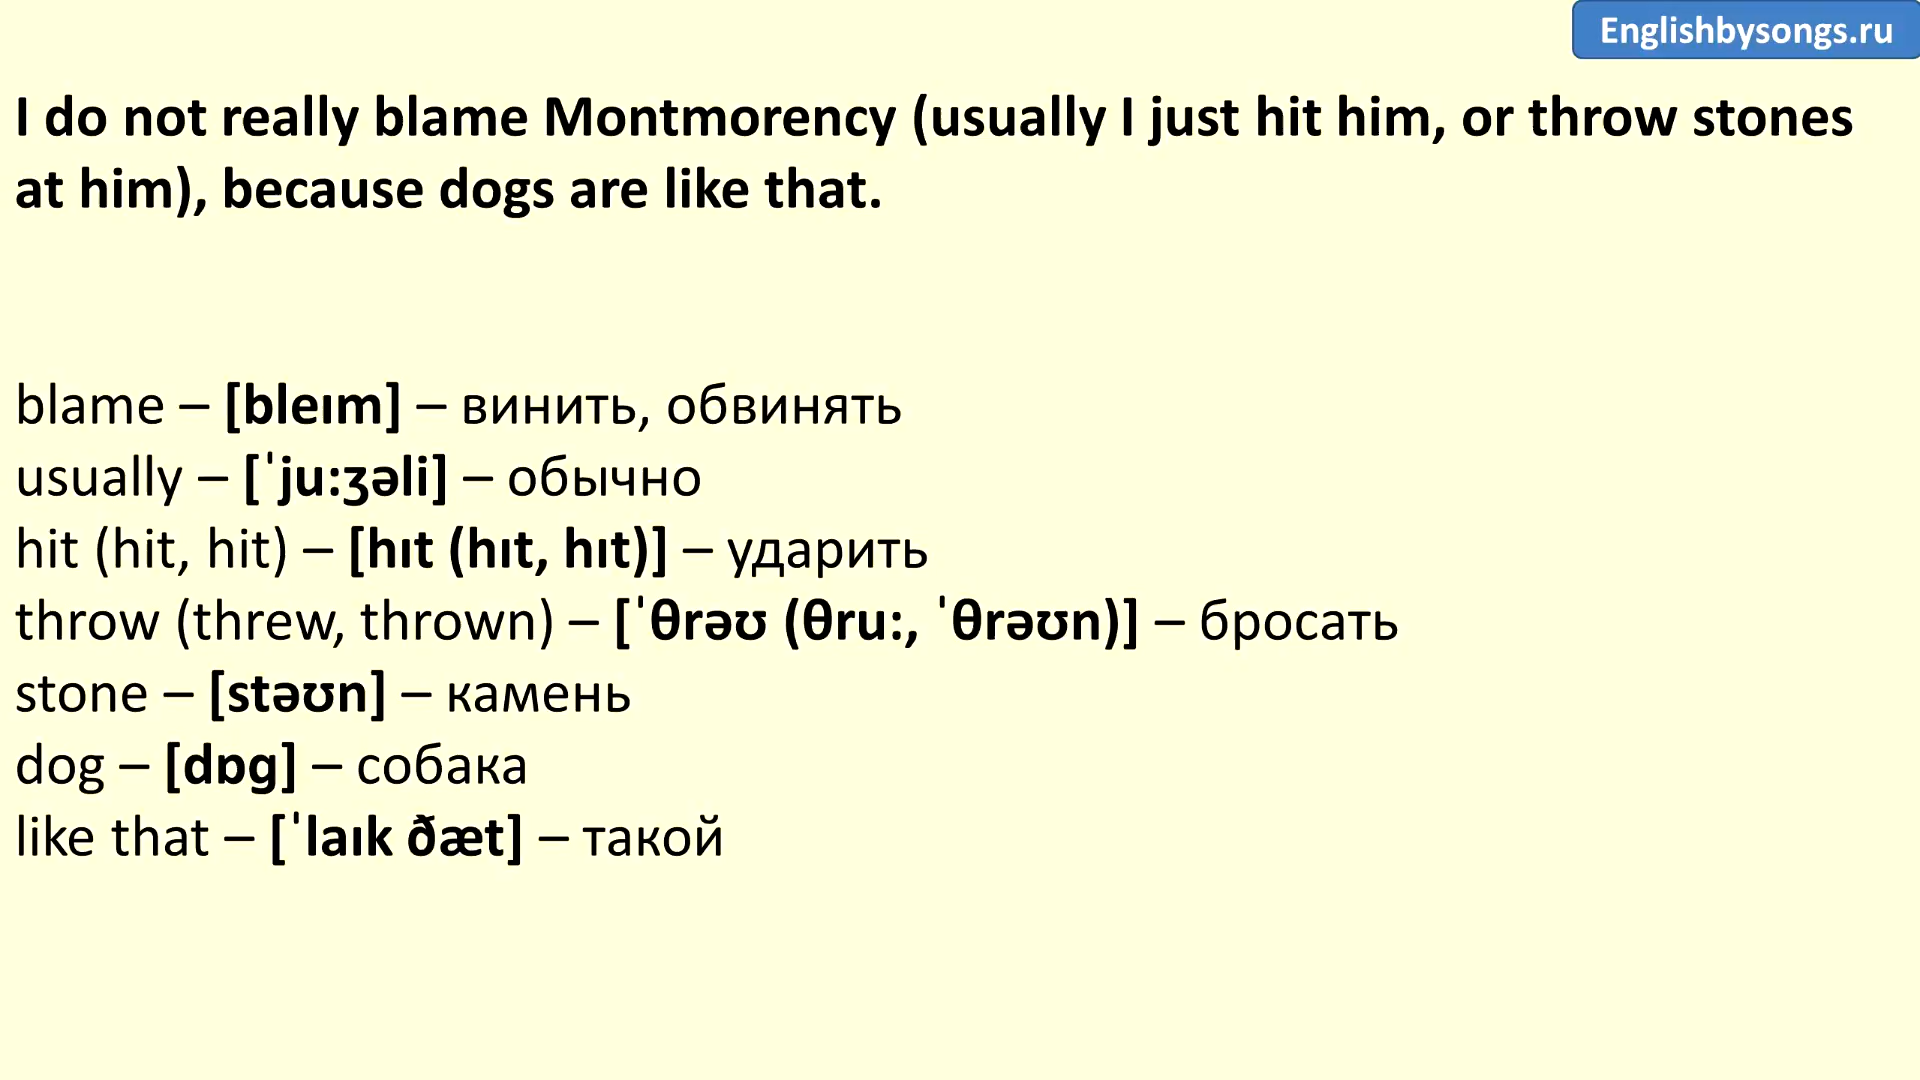 Englishbysongs.ru
I do not really blame Montmorency (usually I just hit him, or throw stones
at him), because dogs are like that.
blame – [bleɪm] – винить, обвинять
usually – [ˈju:ʒəli] – обычно
hit (hit, hit) – [hɪt (hɪt, hɪt)] – ударить
throw (threw, thrown) – [ˈθrəʊ (θru:, ˈθrəʊn)] – бросать
stone – [stəʊn] – камень
dog – [dɒg] – собака
like that – [ˈlaɪk ðæt] – такой